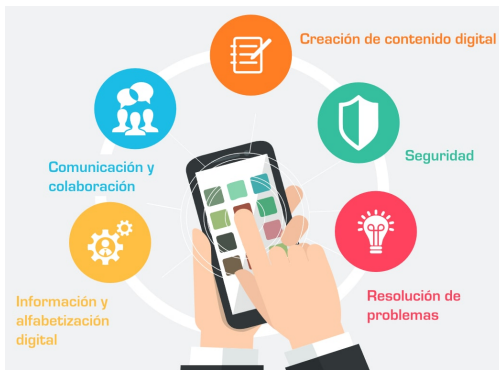 Creación de contenido digital
Comunicación y
colaboración
Seguridad
Información y
alfabetización
digital
Resolución de
problemas